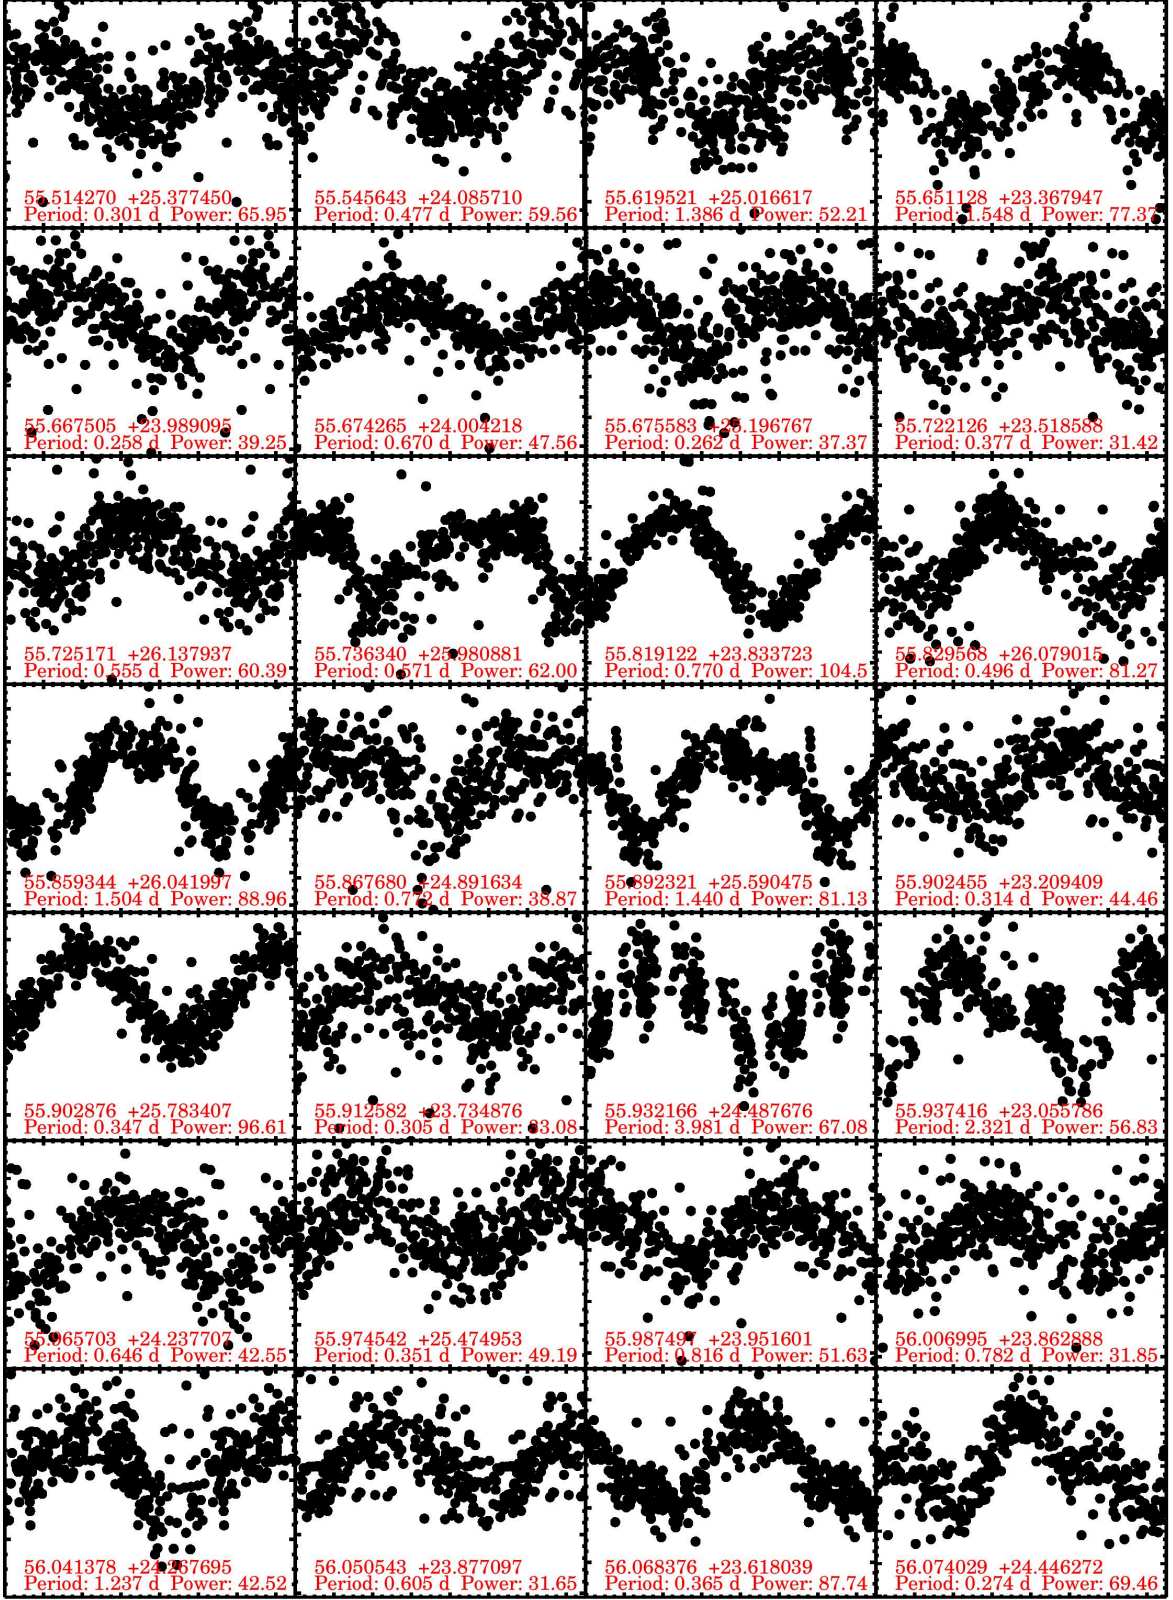 55.514270 +25.377450
Period: 0.301 d Power: 65.95
55.545643 +24.085710
Period: 0.477 d Power: 59.56
55.619521 +25.016617
Period: 1.386 d Power: 52.21
55.651128 +23.367947
Period: 1.548 d Power: 77.37
55.667505 +23.989095
Period: 0.258 d Power: 39.25
55.674265 +24.004218
Period: 0.670 d Power: 47.56
55.675583
Period: 0.262 d Power: 37.37
55.722126 +23.518588
Period: 0.377 d Power: 31.42
55.725171 +26.137937
Period: 0.555 d Power: 60.39
55.736340 +25.980881
Period: 0.571 d Power: 62.00
55.819122 +23.833723
Period: 0.770 d Power: 104.5
55.829568 +26.079015
Period: 0.496 d Power: 81.27
55.859344 +26.041997
Period: 1.504 d Power: 88.96
55.867680 +24.891634
Period: 0.772 d Power: 38.87
55.892321 +25.590475
Period: 1.440 d Power: 81.13
55.902455 +23.209409
Period: 0.314 d Power: 44.46
55.902876 +25.783407
Period: 0.347 d Power: 96.61
55.912582 +23.734876
Period: 0.305 d Power: 33.08
55.932166 +24.487676
Period: 3.981 d Power: 67.08
55.937416 +23.055786
Period: 2.321 d Power: 56.83
55.965703 +24.237707
Period: 0.646 d Power: 42.55
55.974542 +25.474953
Period: 0.351 d Power: 49.19
55.987497 +23.951601
Period: 0.816 d Power: 51.63
56.006995 +23.862888
Period: 0.782 d Power: 31.85
56.041378 +24.267695
Period: 1.237 d Power: 42.52
56.050543 +23.877097
Period: 0.605 d Power: 31.65
56.068376 +23.618039
Period: 0.365 d Power: 87.74
56.074029 +24.446272
Period: 0.274 d Power: 69.46